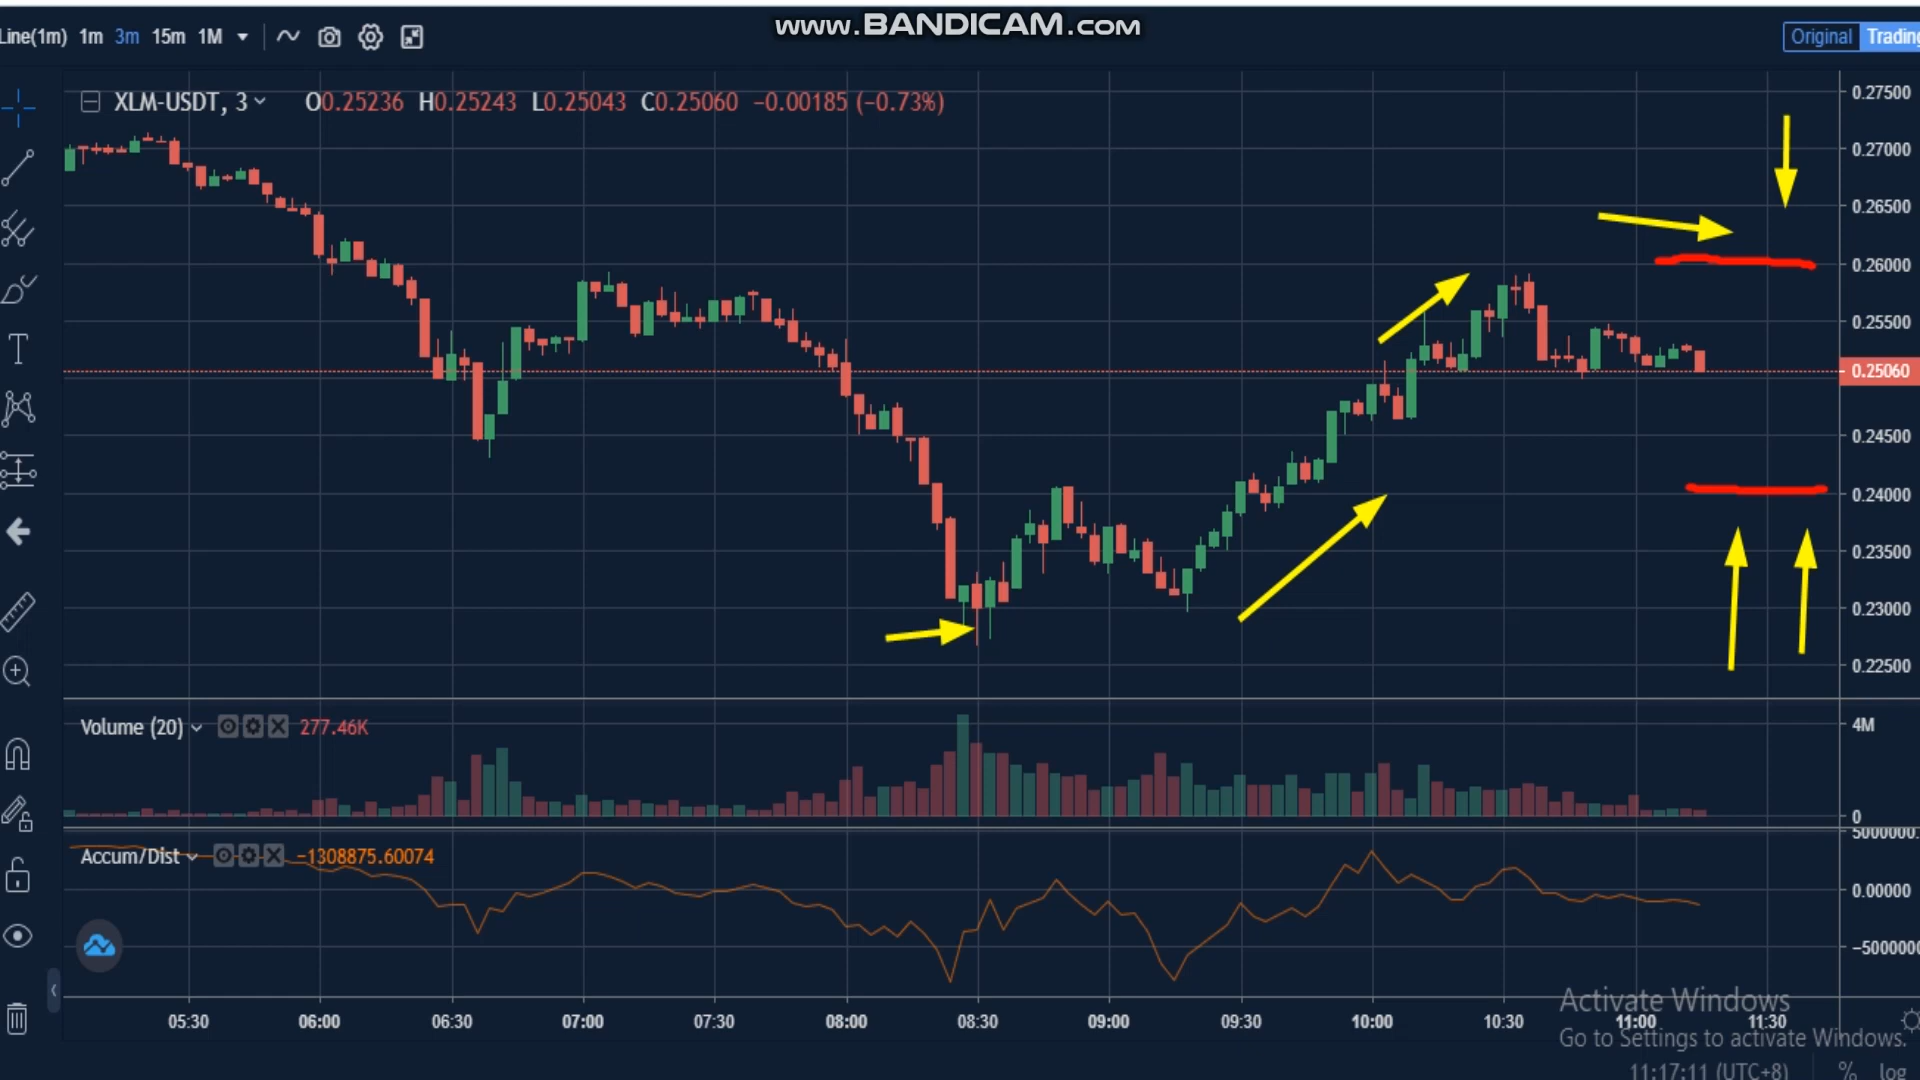 www.BANDICAM.com
Line(1m) 1m 3m 15m 1M
Original Trading
XLM-USDT, 3 O0.25236 H0.25243 L0.25043 C0.25060 −0.00185 (−0.73%)
0.27500
0.27000
0.26500
0.26000
0.25500
0.25060
0.24500
0.24000
0.23500
0.23000
0.22500
Volume (20) 277.46K
4M
0
Accum/Dist −1308875.60074
5000000.
0.00000
−5000000
05:30 06:00 06:30 07:00 07:30 08:00 08:30 09:00 09:30 10:00 10:30 11:00 11:30
Activate Windows
Go to Settings to activate Windows.
11:17:11 (UTC+8) % log